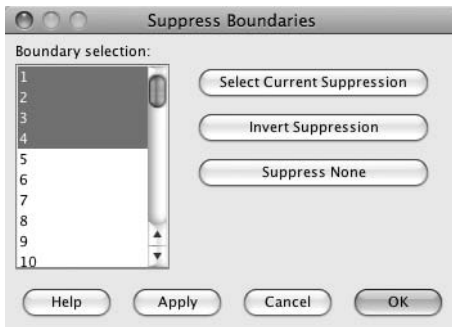 Suppress Boundaries
Boundary selection:
1
2
3
4
5
6
7
8
9
10
Select Current Suppression
Invert Suppression
Suppress None
Help
Apply
Cancel
OK